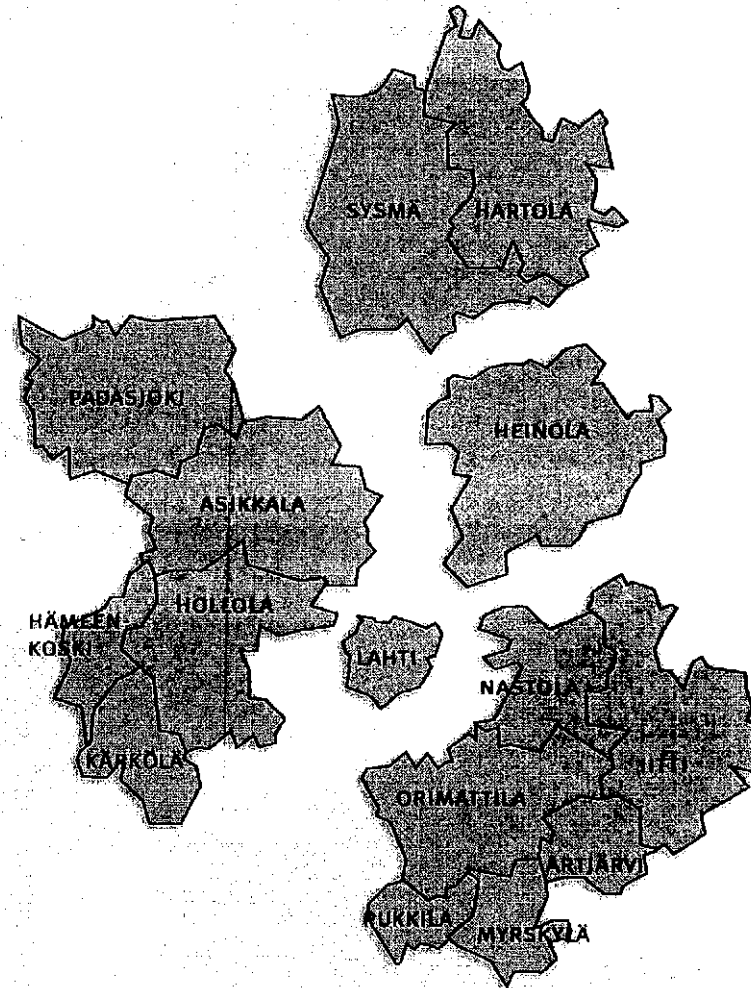 SYSMÄ
HARTOLA
PADASJOKI
HEINOLA
ASIKKALA
HOLLOLA
HÄMEEN
KOSKI
LAHTI
NASTOLA
KÄRKÖLÄ
IITTI
ORIMATTILA
ARTJÄRVI
PUKKILA
MYRSKYLÄ